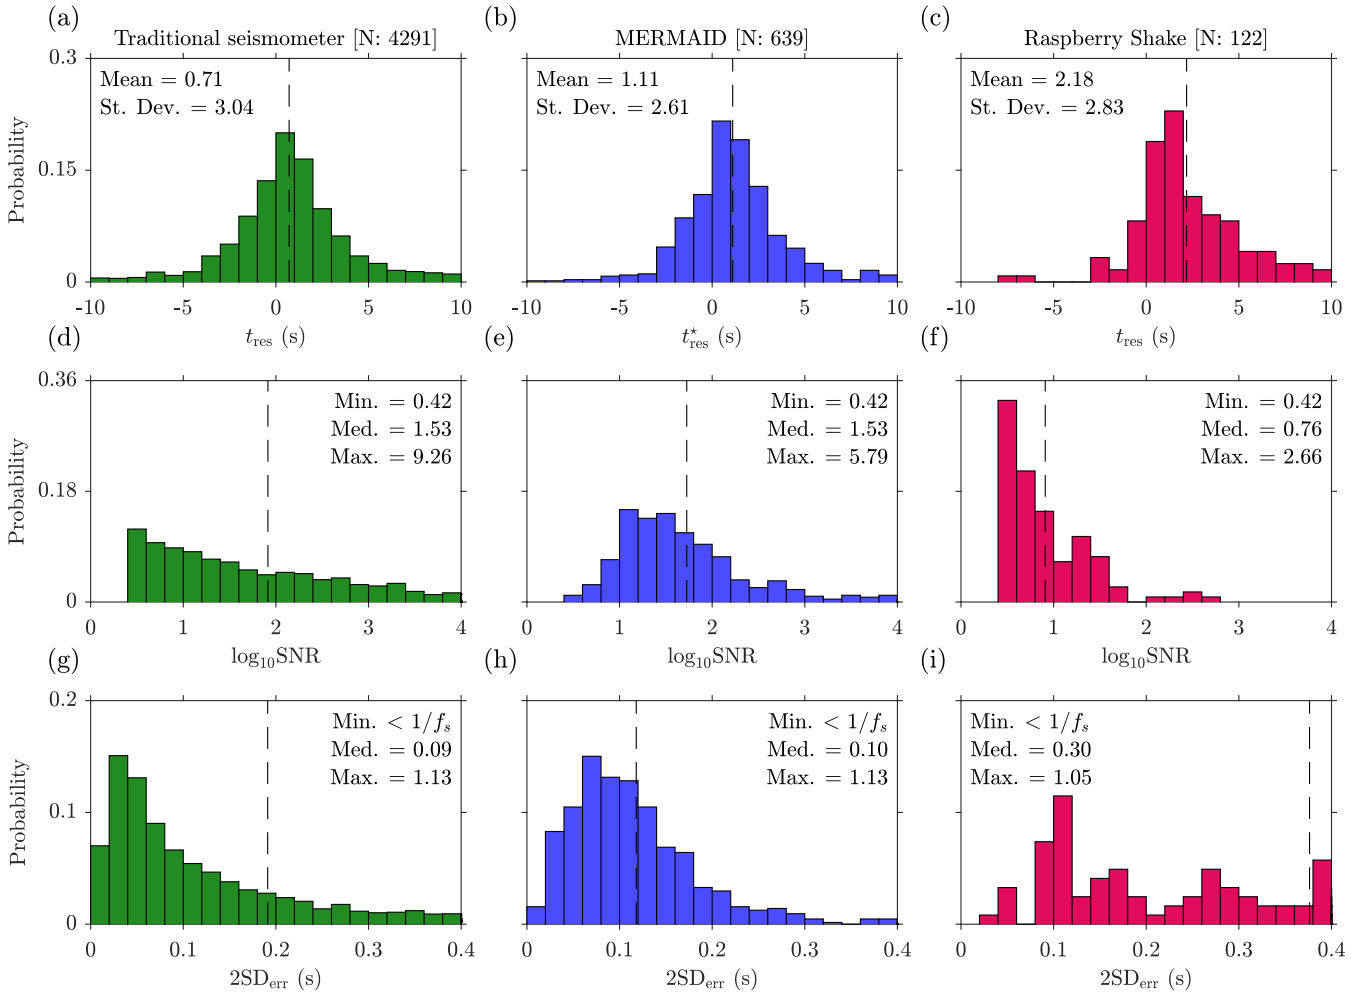 (a)
Traditional seismometer [N: 4291]
Mean = 0.71
St. Dev. = 3.04
Probability
0.3
0.15
0
-10
-5
0
5
10
t_res (s)
(b)
MERMAID [N: 639]
Mean = 1.11
St. Dev. = 2.61
-10
-5
0
5
10
t^⋆_res (s)
(c)
Raspberry Shake [N: 122]
Mean = 2.18
St. Dev. = 2.83
-10
-5
0
5
10
t_res (s)
(d)
Min. = 0.42
Med. = 1.53
Max. = 9.26
Probability
0.36
0.18
0
0
1
2
3
4
log₁₀SNR
(e)
Min. = 0.42
Med. = 1.53
Max. = 5.79
0
1
2
3
4
log₁₀SNR
(f)
Min. = 0.42
Med. = 0.76
Max. = 2.66
0
1
2
3
4
log₁₀SNR
(g)
Min. < 1/f_s
Med. = 0.09
Max. = 1.13
Probability
0.2
0.1
0
0
0.1
0.2
0.3
0.4
2SD_err (s)
(h)
Min. < 1/f_s
Med. = 0.10
Max. = 1.13
0
0.1
0.2
0.3
0.4
2SD_err (s)
(i)
Min. < 1/f_s
Med. = 0.30
Max. = 1.05
0
0.1
0.2
0.3
0.4
2SD_err (s)